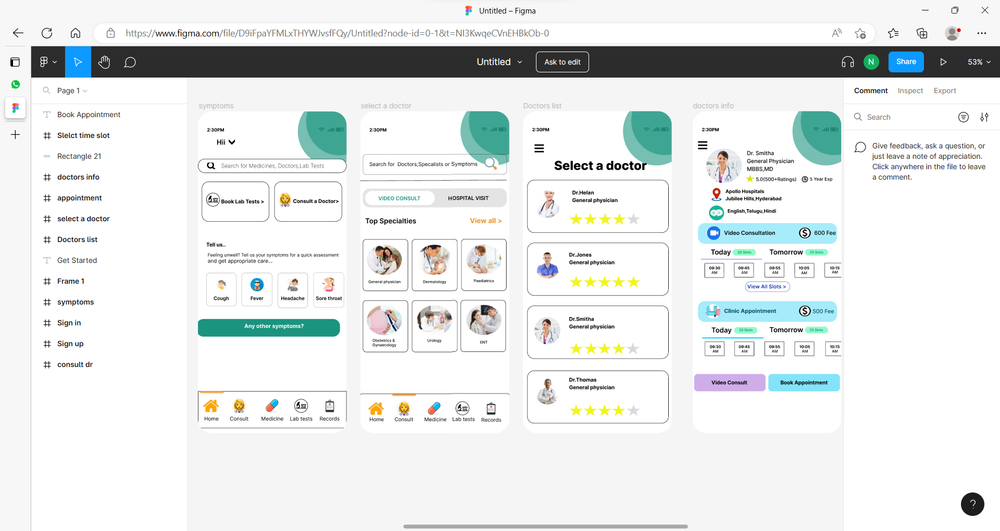 Untitled – Figma
https://www.figma.com/file/D9iFpaYFMLxTHYWJvsfFQy/Untitled?node-id=0-1&t=NI3KwqeCVnEHBkOb-0
Untitled
Ask to edit
N
Share
53%
Page 1
Book Appointment
Slelct time slot
Rectangle 21
doctors info
appointment
select a doctor
Doctors list
Get Started
Frame 1
symptoms
Sign in
Sign up
consult dr
symptoms
2:30PM
Hii
Search for Medicines, Doctors,Lab Tests
Book Lab Tests >
Consult a Doctor>
Tell us..
Feeling unwell? Tell us your symptoms for a quick assessment
and get appropriate care...
Cough
Fever
Headache
Sore throat
Any other symptoms?
Home
Consult
Medicine
Lab tests
Records
select a doctor
2:30PM
Search for Doctors,Specalists or Symptoms
VIDEO CONSULT
HOSPITAL VISIT
Top Specialties
View all >
General physician
Dermatology
Paediatrics
Obstetrics &
Gynaecology
Urology
ENT
Home
Consult
Medicine
Lab tests
Records
Doctors list
2:30PM
Select a doctor
Dr.Helan
General physician
Dr.Jones
General physician
Dr.Smitha
General physician
Dr.Thomas
General physician
doctors info
2:30PM
Dr. Smitha
General Physician
MBBS,MD
5.0(500+Ratings)
5 Year Exp
Apollo Hospitals
Jubilee Hills,Hyderabad
English,Telugu,Hindi
Video Consultation
600 Fee
Today
20 Slots
Tomorrow
25 Slots
09:30
AM
09:45
AM
09:55
AM
10:05
AM
10:15
AM
View All Slots >
Clinic Appointment
500 Fee
Today
20 Slots
Tomorrow
25 Slots
09:30
AM
09:45
AM
09:55
AM
10:05
AM
10:15
AM
Video Consult
Book Appointment
Comment
Inspect
Export
Search
Give feedback, ask a question, or
just leave a note of appreciation.
Click anywhere in the file to leave
a comment.
?